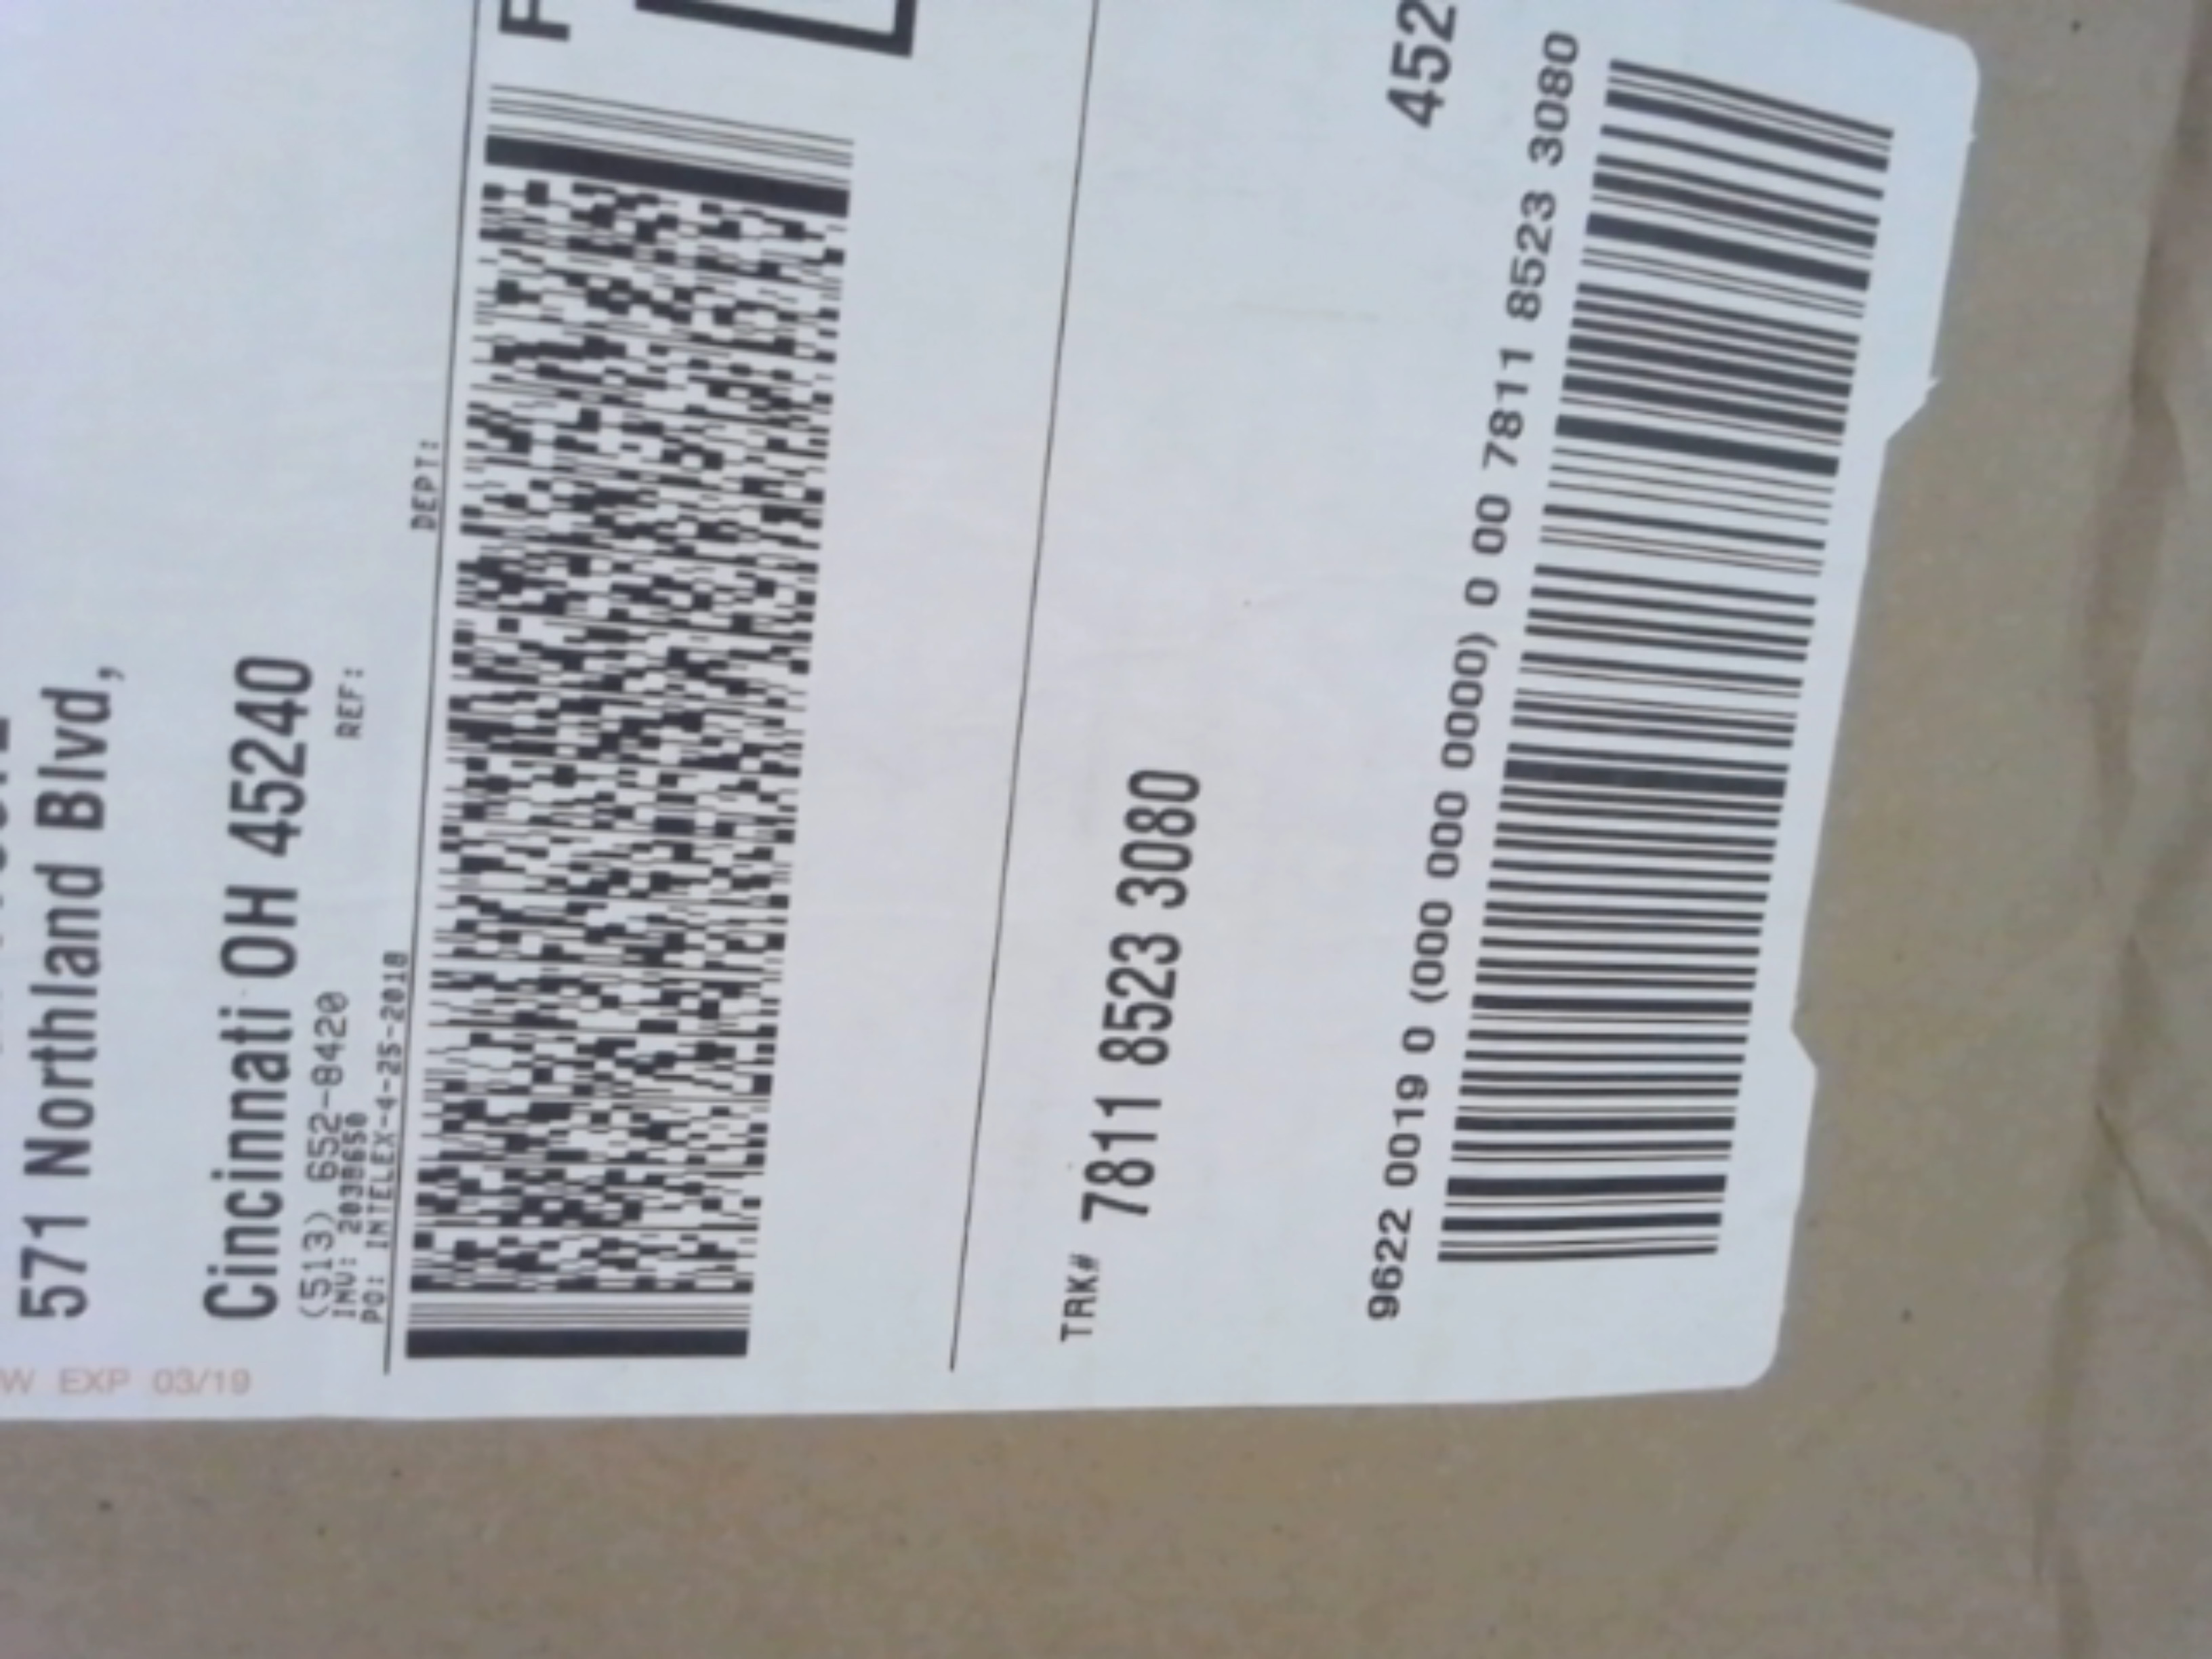 571 Northland Blvd,
Cincinnati OH 45240
(513) 652-8420
REF:
INV: 2038650
PO: INTELEX-4-25-2018
DEPT:
F
TRK# 7811 8523 3080
452
9622 0019 0 (000 000 0000) 0 00 7811 8523 3080
W EXP 03/19